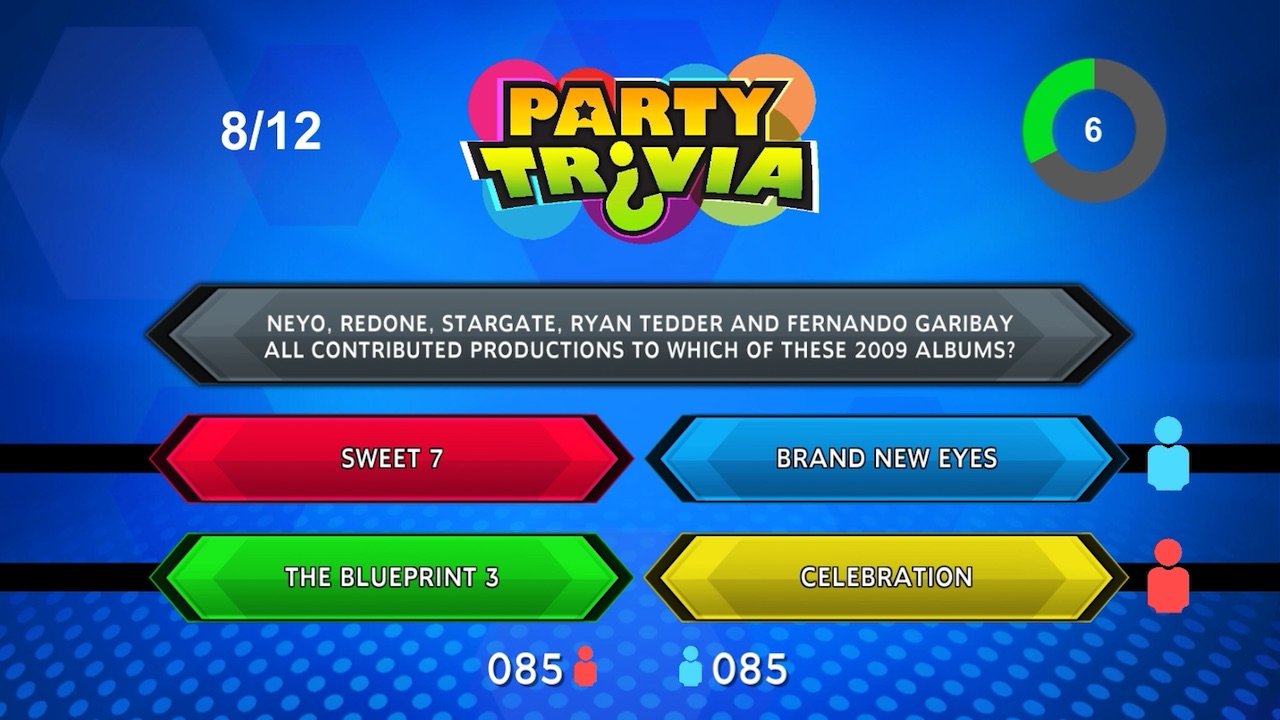 8/12
PARTY
TRIVIA
6
NEYO, REDONE, STARGATE, RYAN TEDDER AND FERNANDO GARIBAY
ALL CONTRIBUTED PRODUCTIONS TO WHICH OF THESE 2009 ALBUMS?
SWEET 7
BRAND NEW EYES
THE BLUEPRINT 3
CELEBRATION
085
085